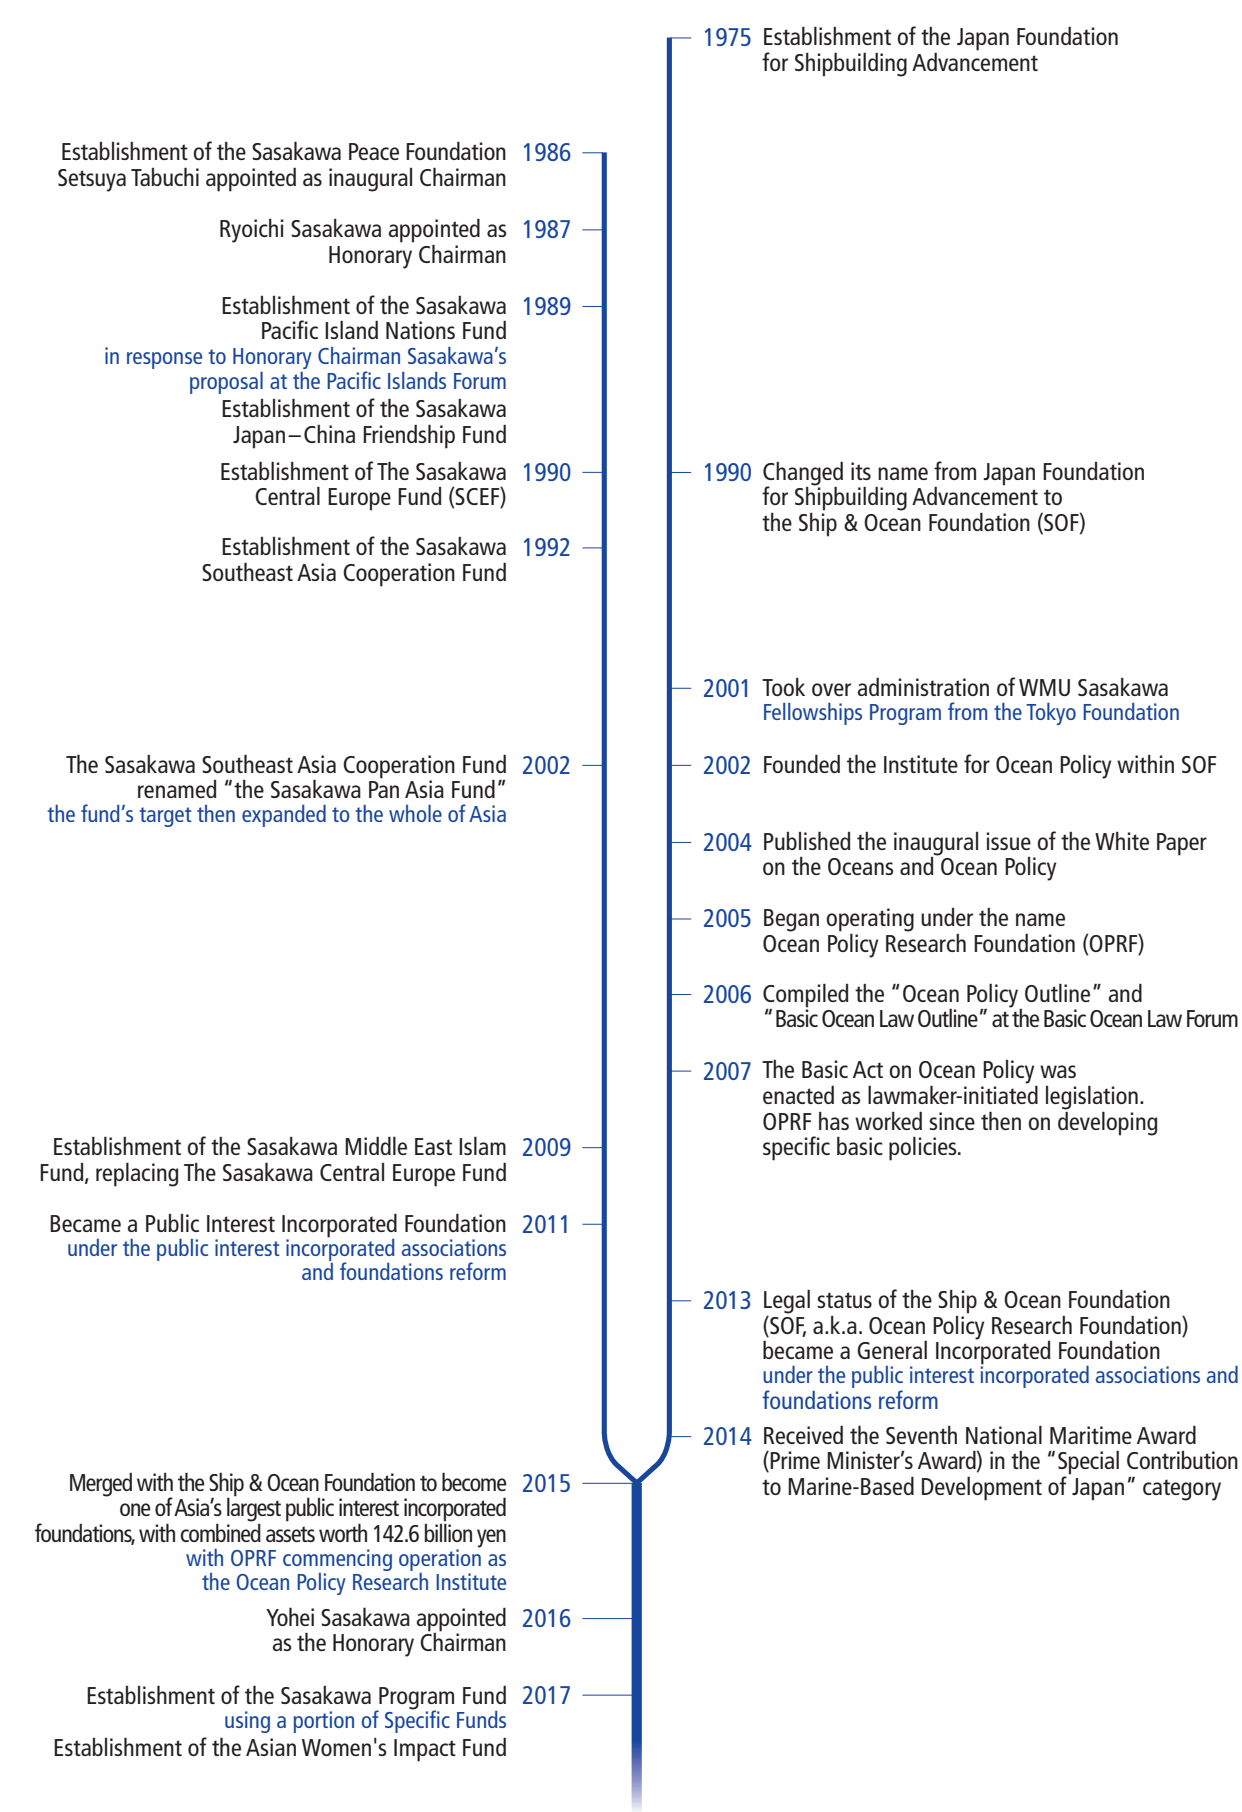 1975 Establishment of the Japan Foundation
for Shipbuilding Advancement
Establishment of the Sasakawa Peace Foundation 1986
Setsuya Tabuchi appointed as inaugural Chairman
Ryoichi Sasakawa appointed as 1987
Honorary Chairman
Establishment of the Sasakawa 1989
Pacific Island Nations Fund
in response to Honorary Chairman Sasakawa's
proposal at the Pacific Islands Forum
Establishment of the Sasakawa
Japan–China Friendship Fund
Establishment of The Sasakawa 1990
Central Europe Fund (SCEF)
1990 Changed its name from Japan Foundation
for Shipbuilding Advancement to
the Ship & Ocean Foundation (SOF)
Establishment of the Sasakawa 1992
Southeast Asia Cooperation Fund
2001 Took over administration of WMU Sasakawa
Fellowships Program from the Tokyo Foundation
The Sasakawa Southeast Asia Cooperation Fund 2002
renamed “the Sasakawa Pan Asia Fund”
the fund's target then expanded to the whole of Asia
2002 Founded the Institute for Ocean Policy within SOF
2004 Published the inaugural issue of the White Paper
on the Oceans and Ocean Policy
2005 Began operating under the name
Ocean Policy Research Foundation (OPRF)
2006 Compiled the “Ocean Policy Outline” and
“Basic Ocean Law Outline” at the Basic Ocean Law Forum
2007 The Basic Act on Ocean Policy was
enacted as lawmaker-initiated legislation.
OPRF has worked since then on developing
specific basic policies.
Establishment of the Sasakawa Middle East Islam 2009
Fund, replacing The Sasakawa Central Europe Fund
Became a Public Interest Incorporated Foundation 2011
under the public interest incorporated associations
and foundations reform
2013 Legal status of the Ship & Ocean Foundation
(SOF, a.k.a. Ocean Policy Research Foundation)
became a General Incorporated Foundation
under the public interest incorporated associations and
foundations reform
2014 Received the Seventh National Maritime Award
(Prime Minister's Award) in the “Special Contribution
to Marine-Based Development of Japan” category
Merged with the Ship & Ocean Foundation to become 2015
one of Asia's largest public interest incorporated
foundations, with combined assets worth 142.6 billion yen
with OPRF commencing operation as
the Ocean Policy Research Institute
Yohei Sasakawa appointed 2016
as the Honorary Chairman
Establishment of the Sasakawa Program Fund 2017
using a portion of Specific Funds
Establishment of the Asian Women's Impact Fund